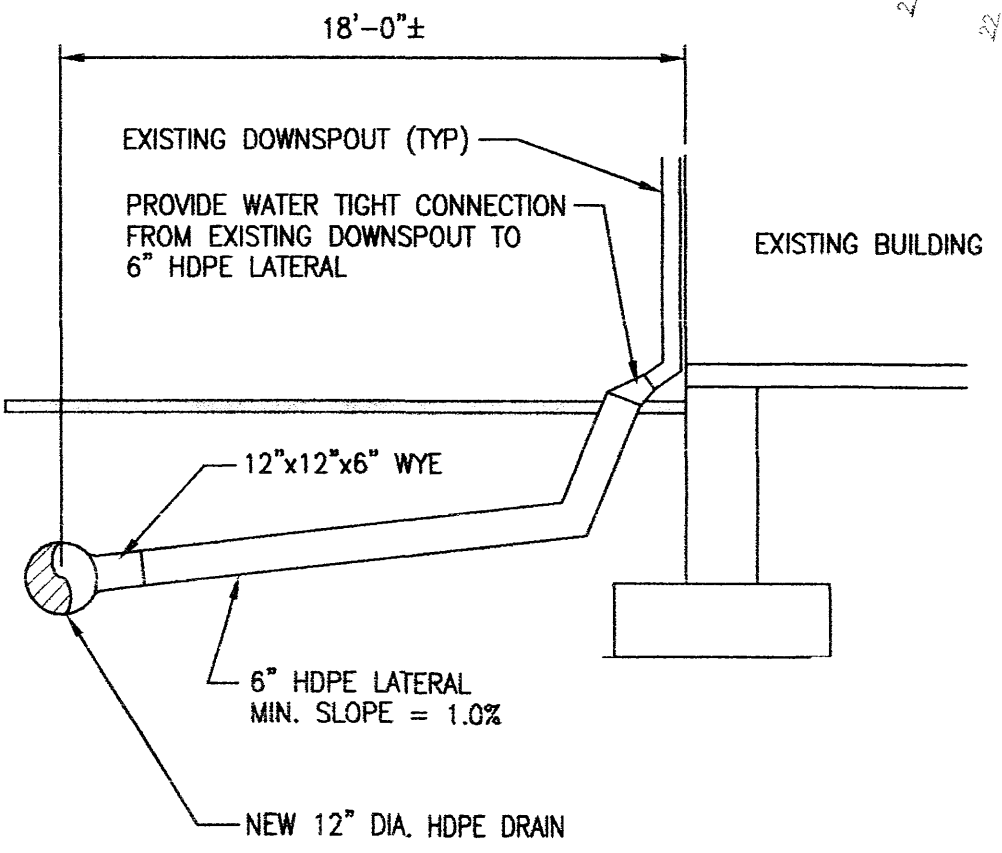 18'-0"±
EXISTING DOWNSPOUT (TYP)
PROVIDE WATER TIGHT CONNECTION
FROM EXISTING DOWNSPOUT TO
6" HDPE LATERAL
EXISTING BUILDING
12"x12"x6" WYE
6" HDPE LATERAL
MIN. SLOPE = 1.0%
NEW 12" DIA. HDPE DRAIN